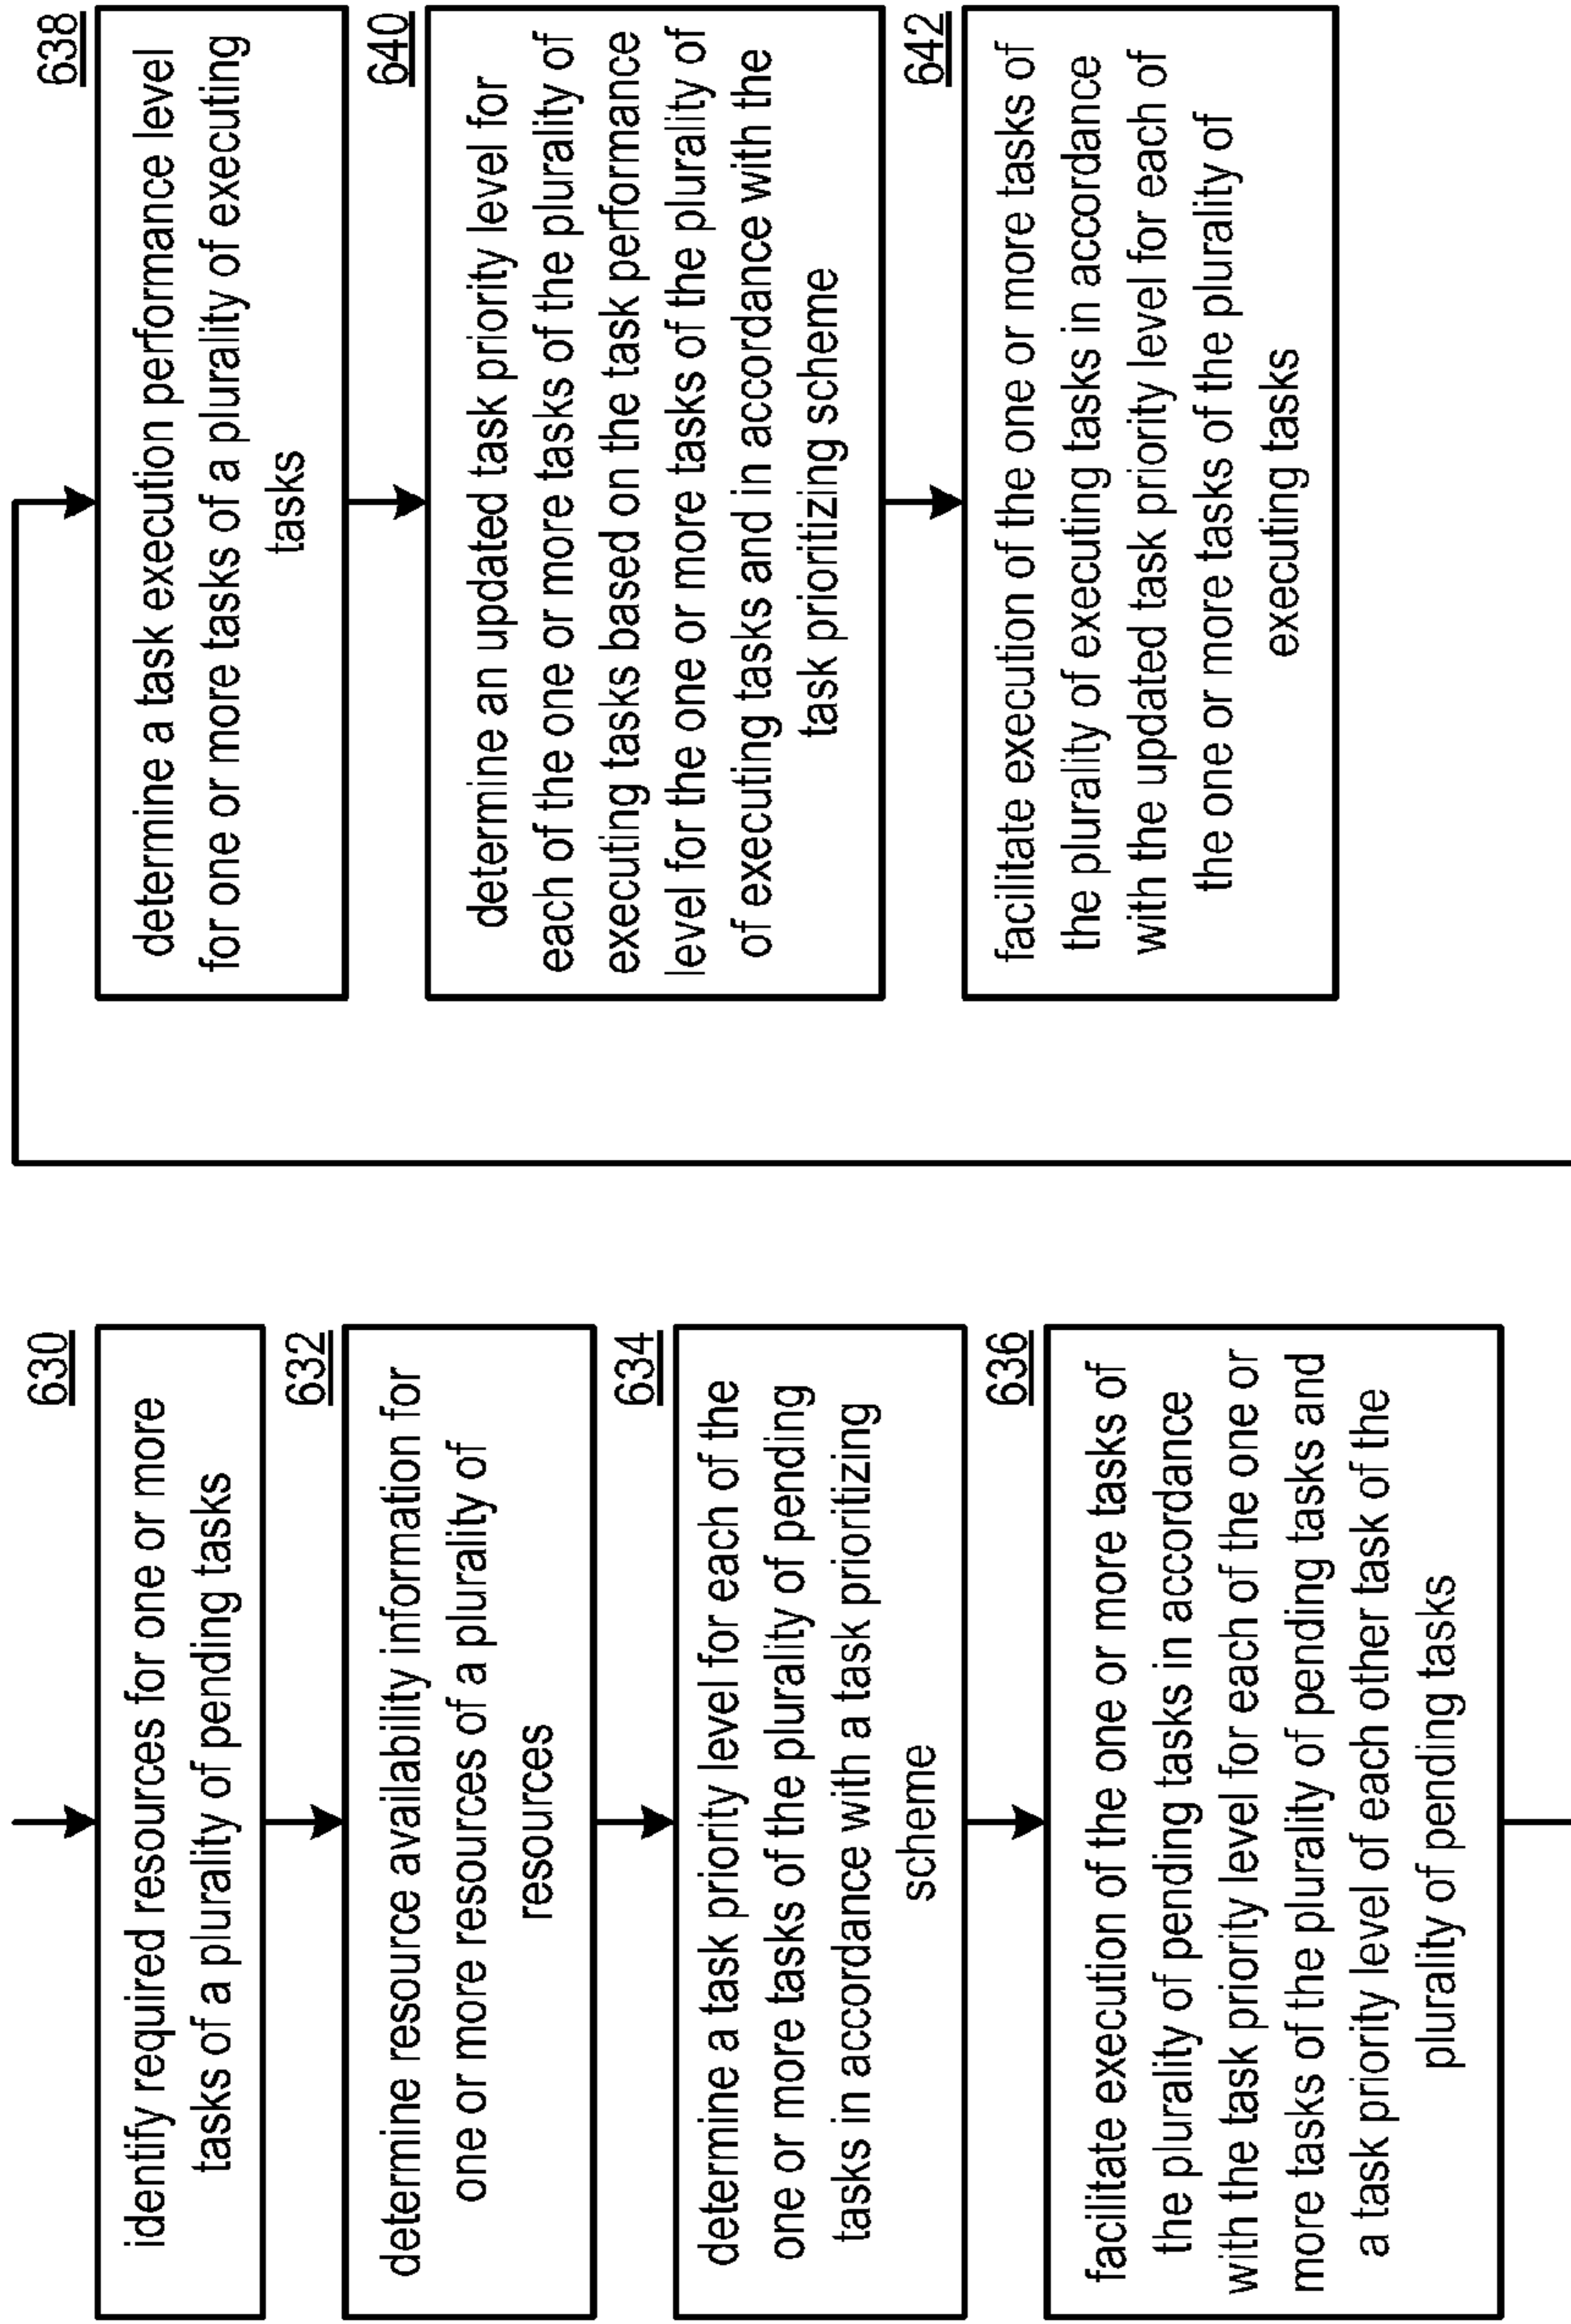 630
identify required resources for one or more
tasks of a plurality of pending tasks
632
determine resource availability information for
one or more resources of a plurality of
resources
634
determine a task priority level for each of the
one or more tasks of the plurality of pending
tasks in accordance with a task prioritizing
scheme
636
facilitate execution of the one or more tasks of
the plurality of pending tasks in accordance
with the task priority level for each of the one or
more tasks of the plurality of pending tasks and
a task priority level of each other task of the
plurality of pending tasks
638
determine a task execution performance level
for one or more tasks of a plurality of executing
tasks
640
determine an updated task priority level for
each of the one or more tasks of the plurality of
executing tasks based on the task performance
level for the one or more tasks of the plurality of
of executing tasks and in accordance with the
task prioritizing scheme
642
facilitate execution of the one or more tasks of
the plurality of executing tasks in accordance
with the updated task priority level for each of
the one or more tasks of the plurality of
executing tasks